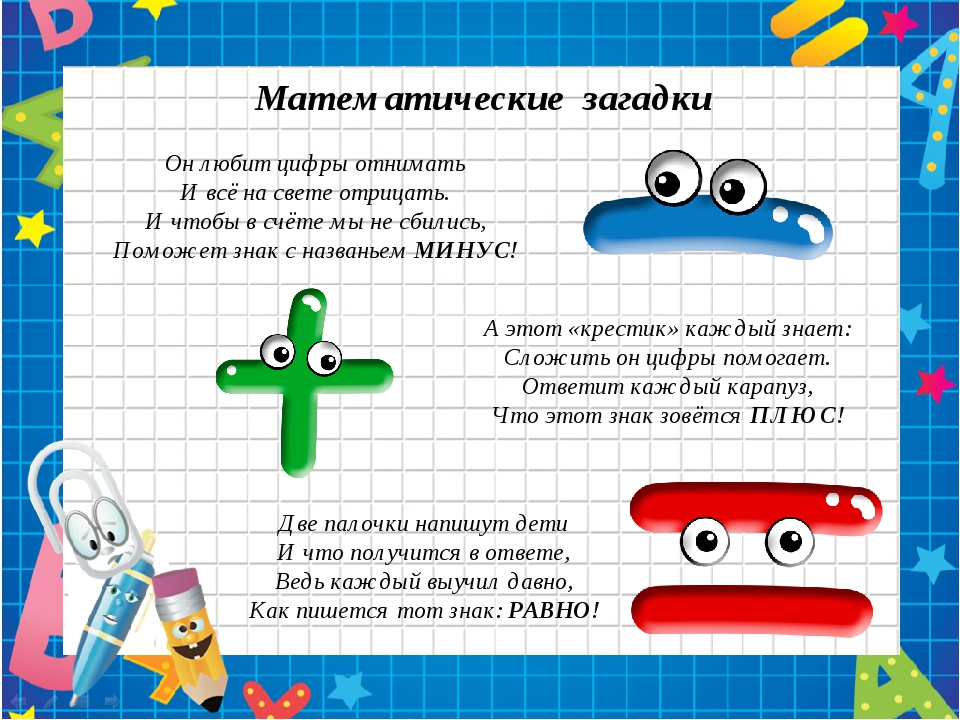 Математические загадки
Он любит цифры отнимать
И всё на свете отрицать.
И чтобы в счёте мы не сбились,
Поможет знак с названьем МИНУС!
А этот «крестик» каждый знает:
Сложить он цифры помогает.
Ответит каждый карапуз,
Что этот знак зовётся ПЛЮС!
Две палочки напишут дети
И что получится в ответе,
Ведь каждый выучил давно,
Как пишется тот знак: РАВНО!